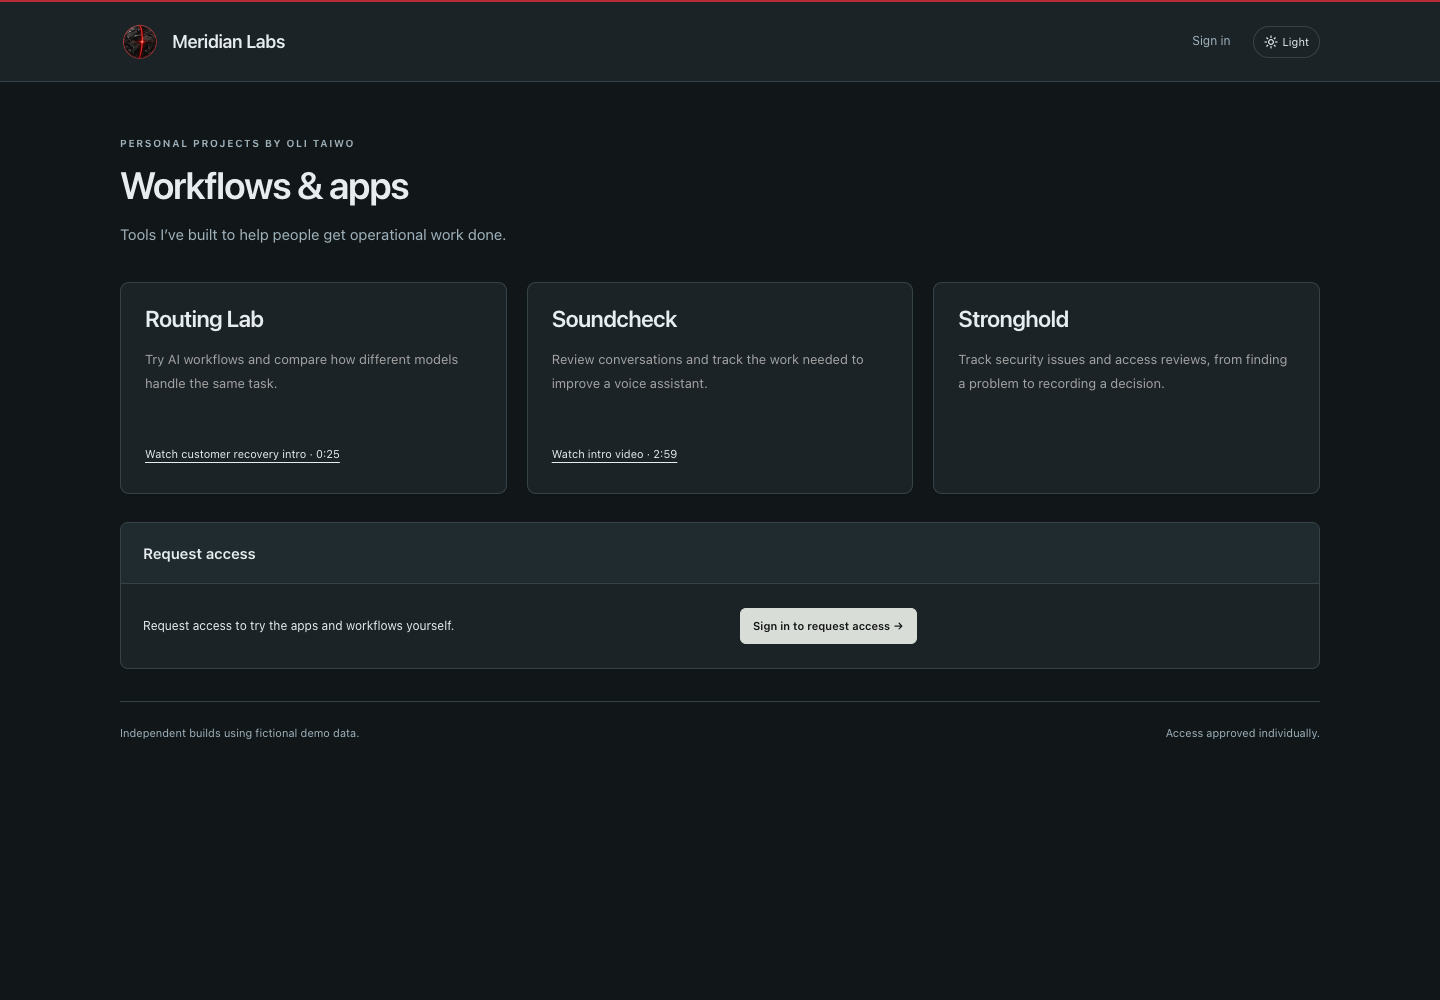 Meridian Labs
Sign in
Light
PERSONAL PROJECTS BY OLI TAIWO
Workflows & apps
Tools I’ve built to help people get operational work done.
Routing Lab
Try AI workflows and compare how different models
handle the same task.
Watch customer recovery intro · 0:25
Soundcheck
Review conversations and track the work needed to
improve a voice assistant.
Watch intro video · 2:59
Stronghold
Track security issues and access reviews, from finding
a problem to recording a decision.
Request access
Request access to try the apps and workflows yourself.
Sign in to request access →
Independent builds using fictional demo data.
Access approved individually.